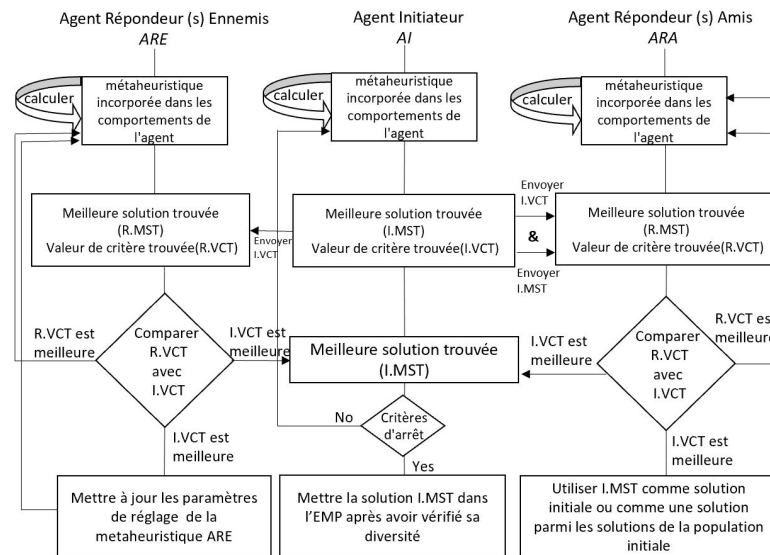 Agent Répondeur (s) Ennemis
ARE
Agent Initiateur
AI
Agent Répondeur(s) Amis
ARA
calculer
métaheuristique
incorporée dans les
comportements de
l'agent
calculer
métaheuristique
incorporée dans les
comportements de
l'agent
calculer
métaheuristique
incorporée dans les
comportements de
l'agent
Meilleure solution trouvée
(R.MST)
Valeur de critère trouvée(R.VCT)
Envoyer
I.VCT
Meilleure solution trouvée
(I.MST)
Valeur de critère trouvée(I.VCT)
Envoyer
I.VCT
&
Envoyer
I.MST
Meilleure solution trouvée
(R.MST)
Valeur de critère trouvée(R.VCT)
R.VCT est
meilleure
Comparer
R.VCT
avec
I.VCT
I.VCT est
meilleure
Meilleure solution trouvée
(I.MST)
I.VCT est
meilleure
Comparer
R.VCT
avec
I.VCT
R.VCT est
meilleure
No
Critères
d'arrêt
Yes
I.VCT est
meilleure
I.VCT est
meilleure
Mettre à jour les paramètres
de réglage de la
metaheuristique ARE
Mettre la solution I.MST dans
l'EMP après avoir vérifié sa
diversité
Utiliser I.MST comme solution
initiale ou comme une solution
parmi les solutions de la population
initiale